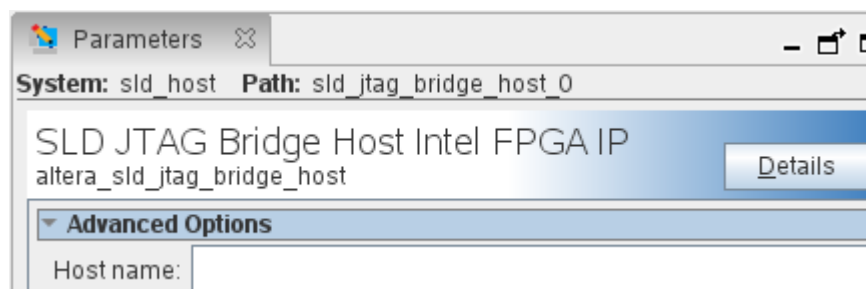 Parameters
System: sld_host Path: sld_jtag_bridge_host_0
SLD JTAG Bridge Host Intel FPGA IP
altera_sld_jtag_bridge_host
Details
Advanced Options
Host name: